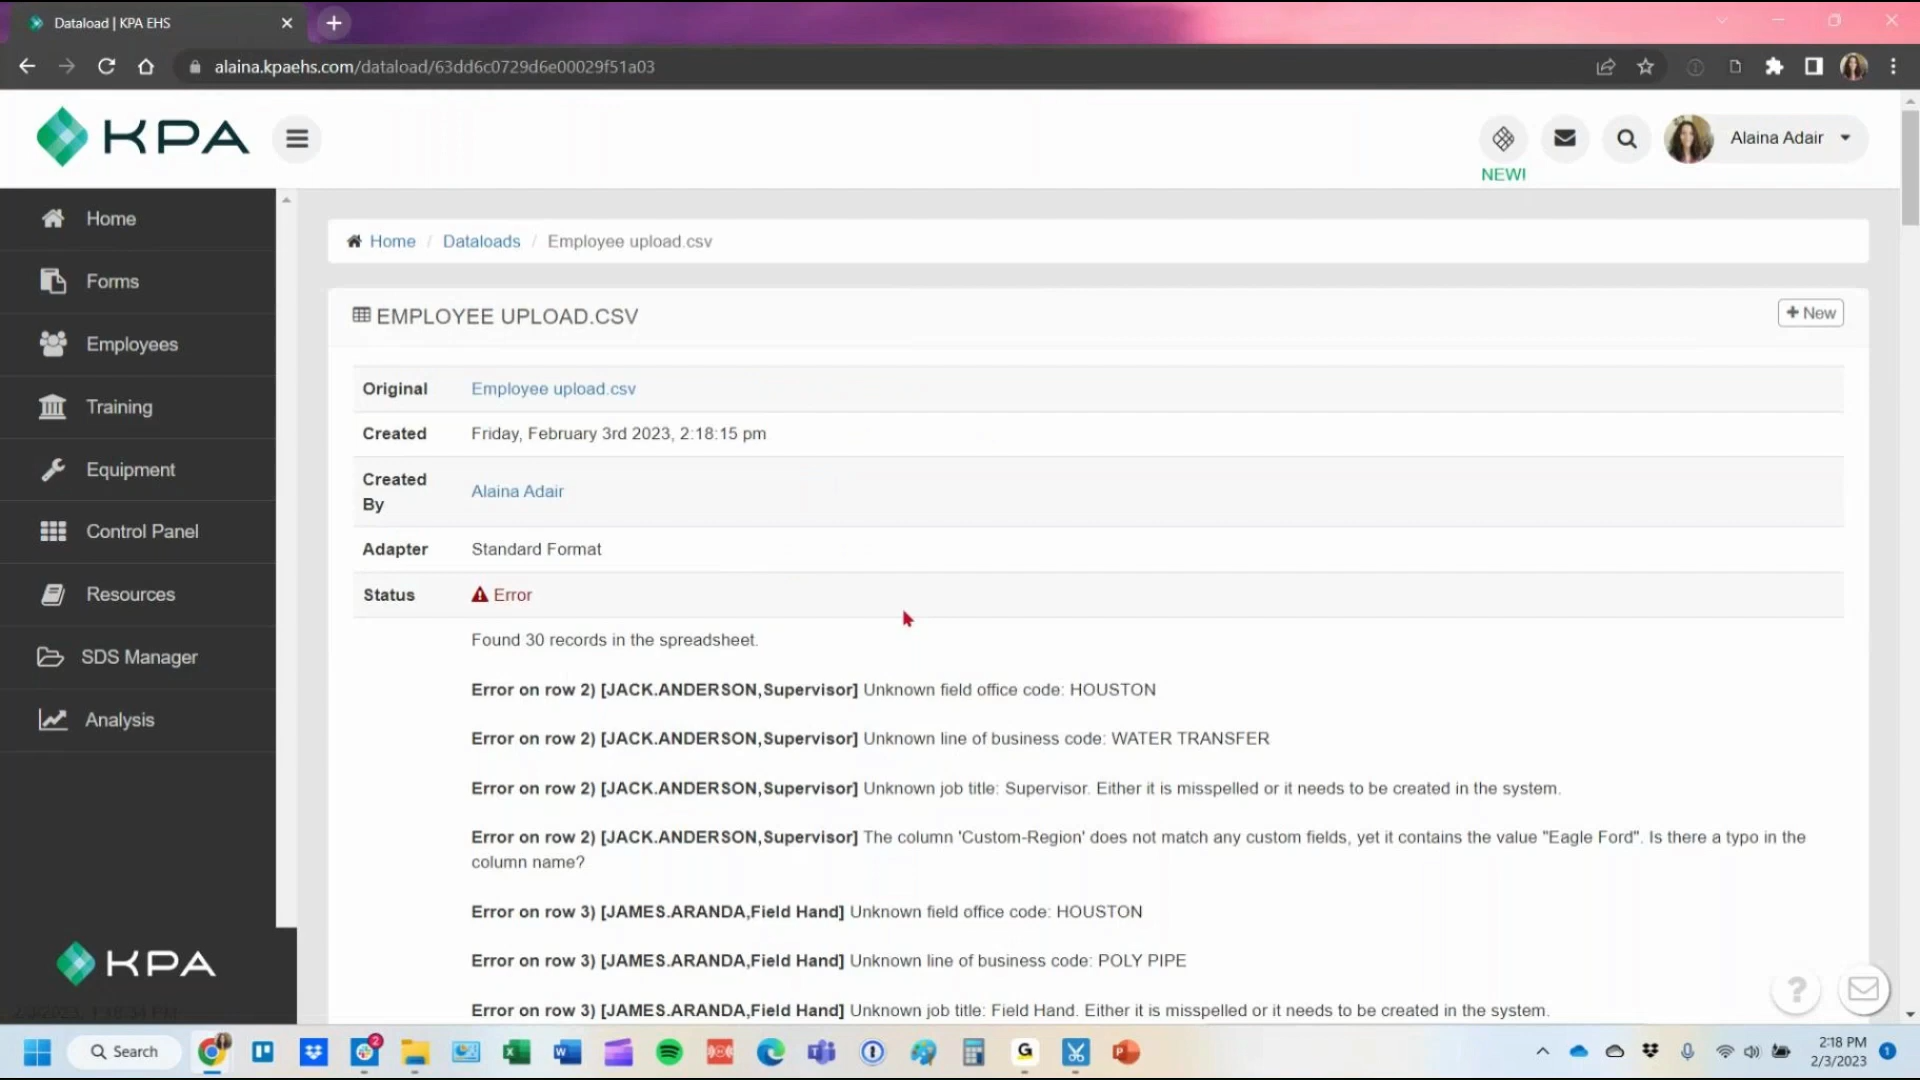 Dataload | KPA EHS
alaina.kpaehs.com/dataload/63dd6c0729d6e00029f51a03
KPA
NEW!
Alaina Adair
Home
Forms
Employees
Training
Equipment
Control Panel
Resources
SDS Manager
Analysis
KPA
Home / Dataloads / Employee upload.csv
EMPLOYEE UPLOAD.CSV
+ New
Original Employee upload.csv
Created Friday, February 3rd 2023, 2:18:15 pm
Created By Alaina Adair
Adapter Standard Format
Status Error
Found 30 records in the spreadsheet.
Error on row 2) [JACK.ANDERSON,Supervisor] Unknown field office code: HOUSTON
Error on row 2) [JACK.ANDERSON,Supervisor] Unknown line of business code: WATER TRANSFER
Error on row 2) [JACK.ANDERSON,Supervisor] Unknown job title: Supervisor. Either it is misspelled or it needs to be created in the system.
Error on row 2) [JACK.ANDERSON,Supervisor] The column 'Custom-Region' does not match any custom fields, yet it contains the value "Eagle Ford". Is there a typo in the
column name?
Error on row 3) [JAMES.ARANDA,Field Hand] Unknown field office code: HOUSTON
Error on row 3) [JAMES.ARANDA,Field Hand] Unknown line of business code: POLY PIPE
Error on row 3) [JAMES.ARANDA,Field Hand] Unknown job title: Field Hand. Either it is misspelled or it needs to be created in the system.
Search
2
2:18 PM
2/3/2023
1